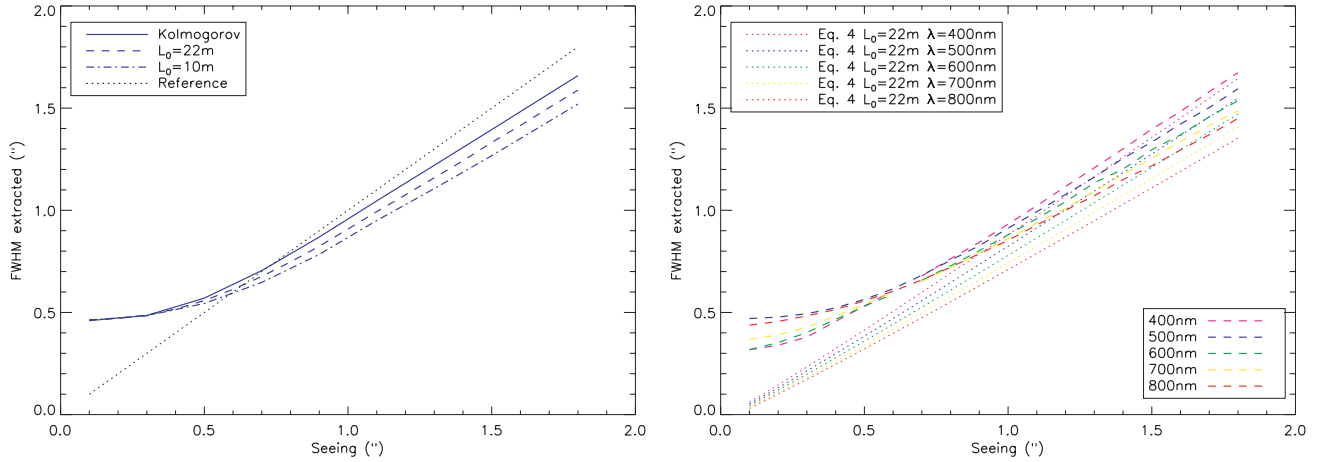 2.0
1.5
1.0
0.5
0.0
0.0 0.5 1.0 1.5 2.0
FWHM extracted (")
Seeing (")
Kolmogorov
L₀=22m
L₀=10m
Reference
2.0
1.5
1.0
0.5
0.0
0.0 0.5 1.0 1.5 2.0
FWHM extracted (")
Seeing (")
Eq. 4 L₀=22m λ=400nm
Eq. 4 L₀=22m λ=500nm
Eq. 4 L₀=22m λ=600nm
Eq. 4 L₀=22m λ=700nm
Eq. 4 L₀=22m λ=800nm
400nm
500nm
600nm
700nm
800nm